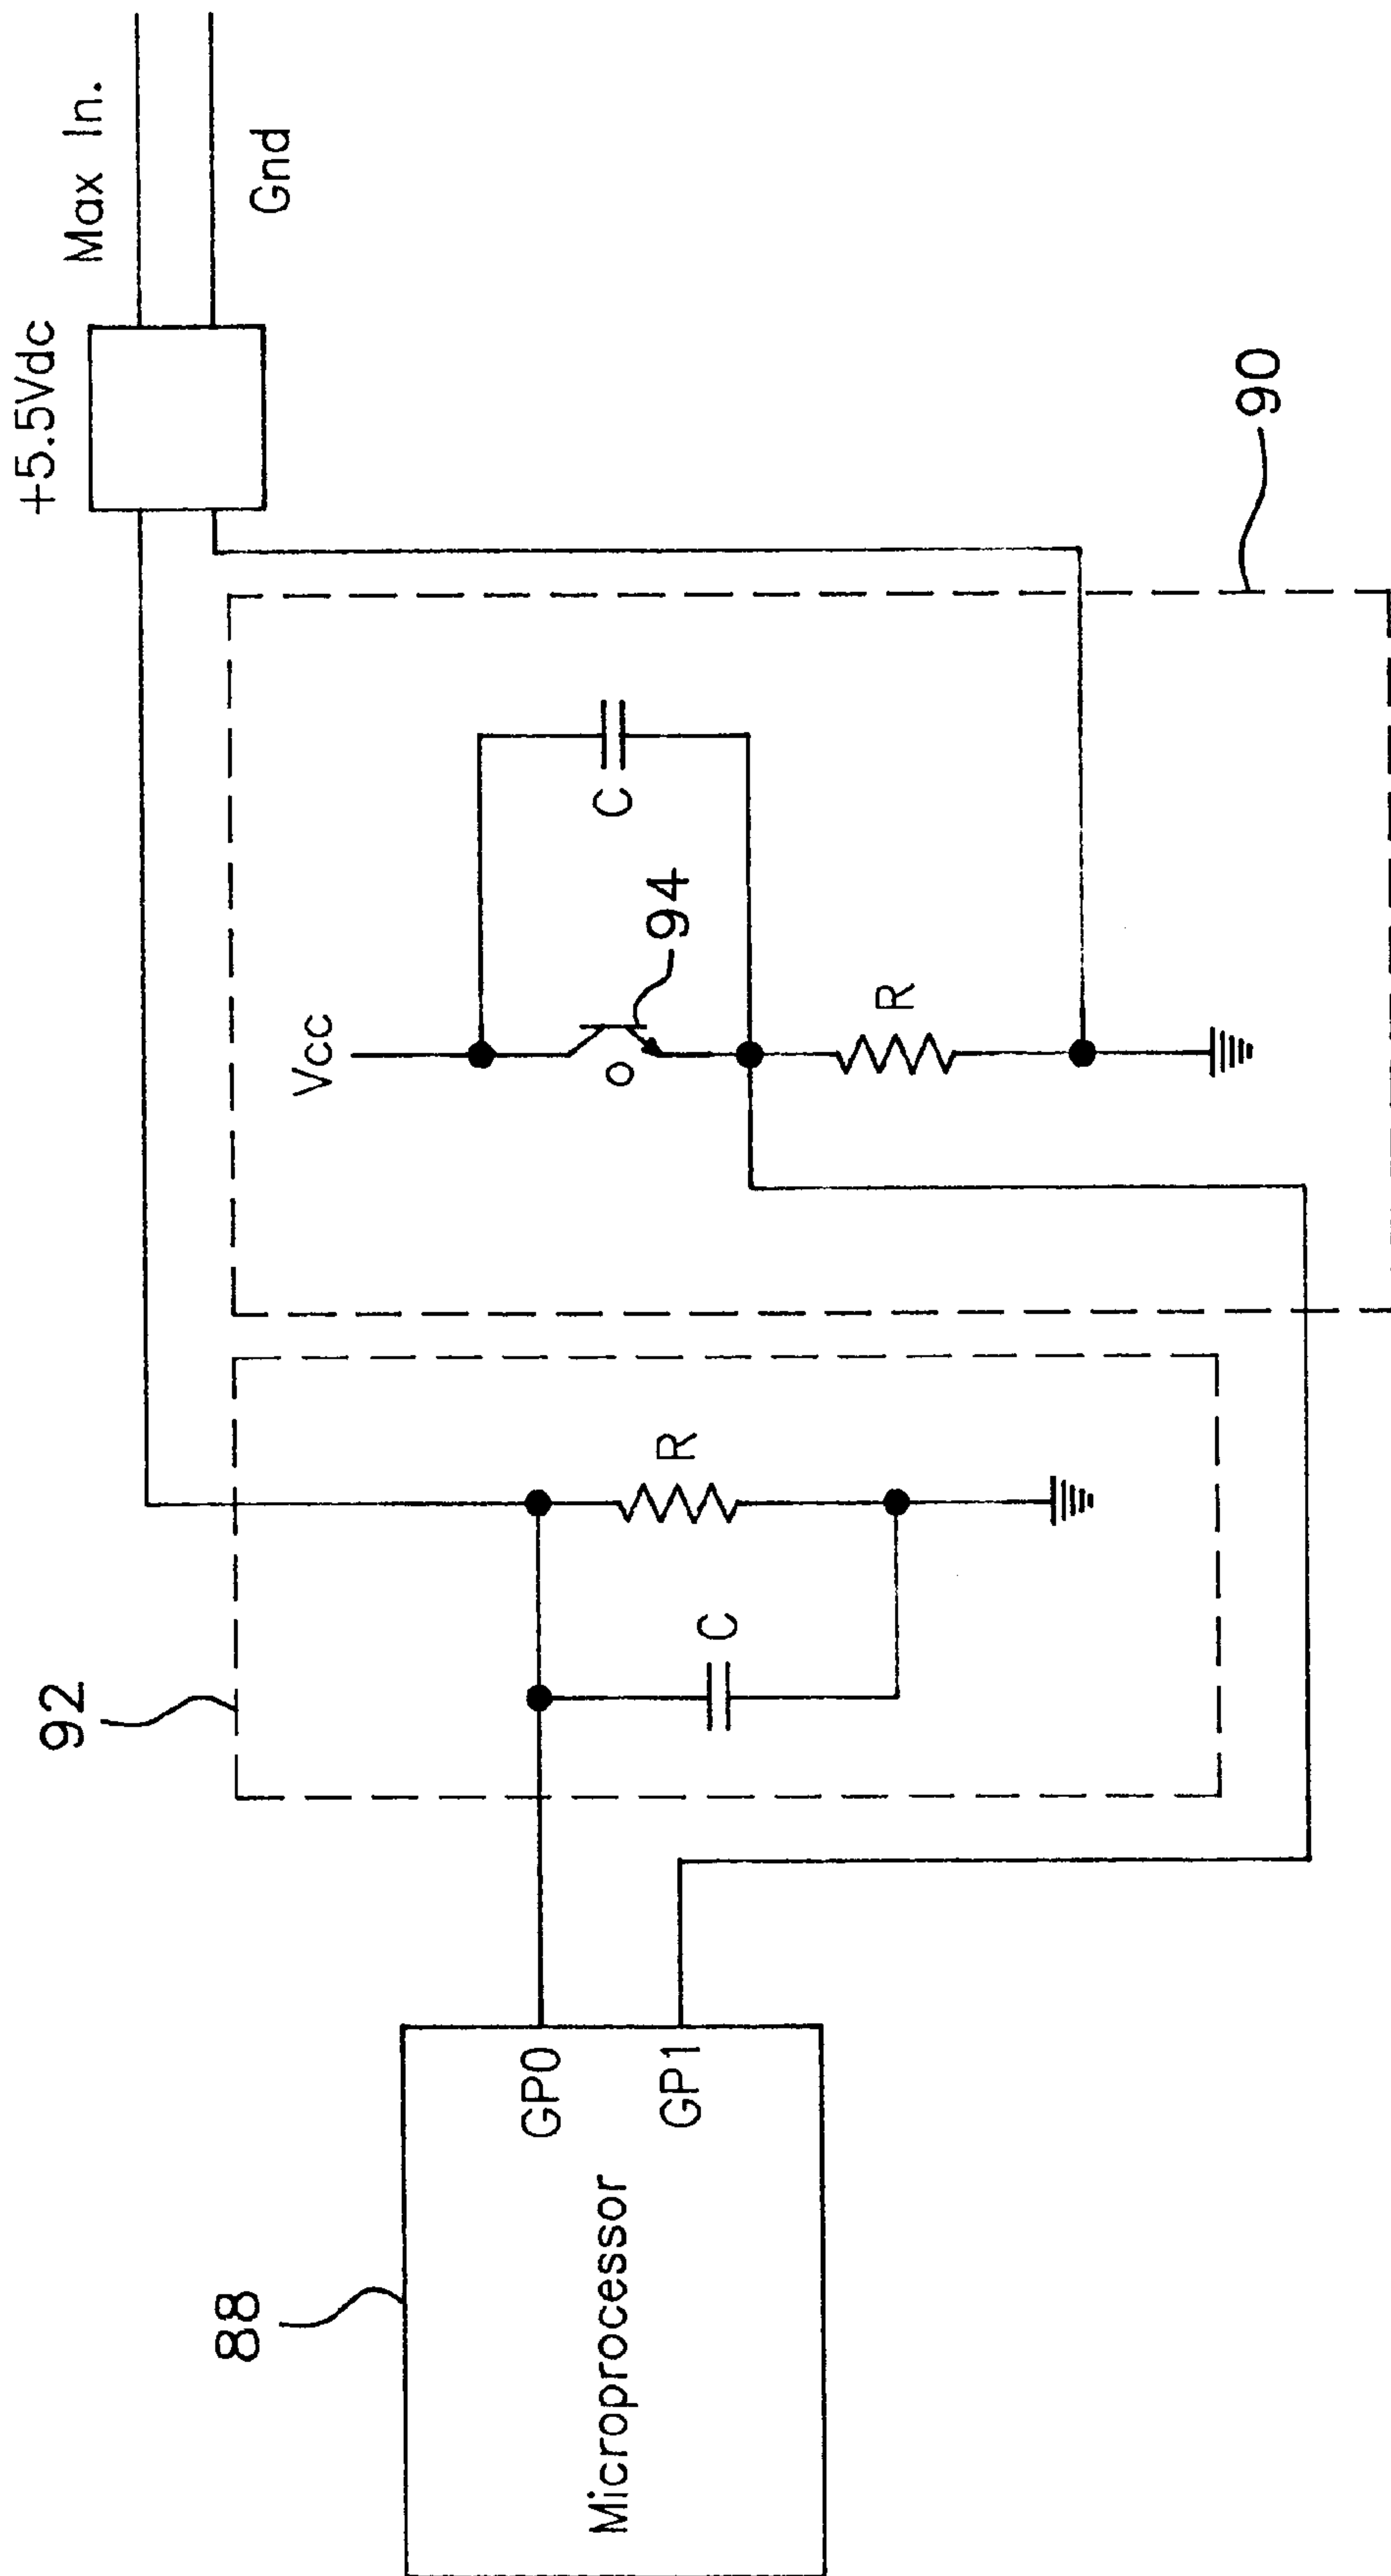 +5.5Vdc
Max In.
Gnd
92
90
Vcc
C
94
o
R
R
C
88
GP0
GP1
Microprocessor